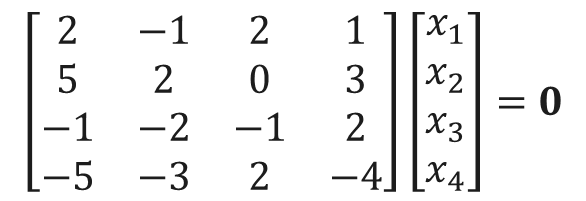 2 −1 2 1 x₁
5 2 0 3 x₂
= 𝟎
−1 −2 −1 2 x₃
−5 −3 2 −4 x₄